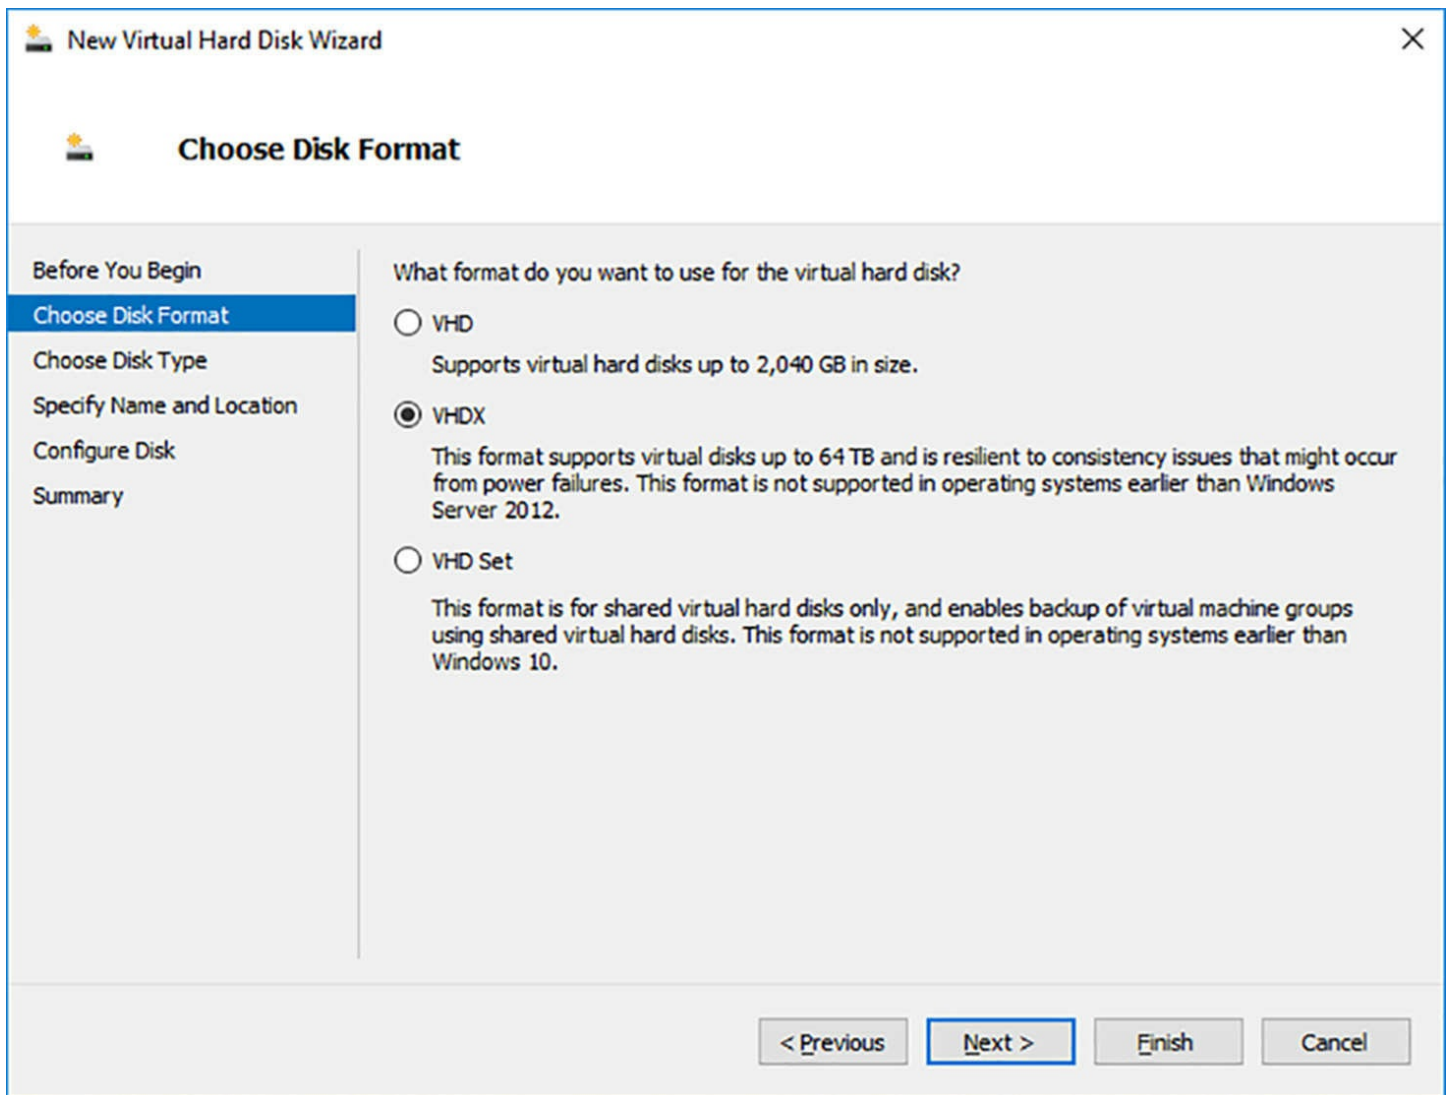 New Virtual Hard Disk Wizard
Choose Disk Format
Before You Begin
Choose Disk Format
Choose Disk Type
Specify Name and Location
Configure Disk
Summary
What format do you want to use for the virtual hard disk?
VHD
Supports virtual hard disks up to 2,040 GB in size.
VHDX
This format supports virtual disks up to 64 TB and is resilient to consistency issues that might occur
from power failures. This format is not supported in operating systems earlier than Windows
Server 2012.
VHD Set
This format is for shared virtual hard disks only, and enables backup of virtual machine groups
using shared virtual hard disks. This format is not supported in operating systems earlier than
Windows 10.
< Previous
Next >
Finish
Cancel